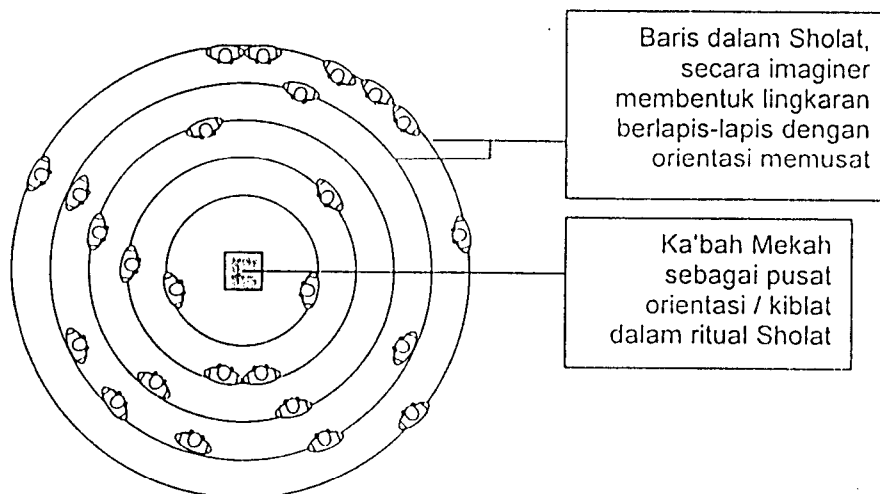 Baris dalam Sholat,
secara imaginer
membentuk lingkaran
berlapis-lapis dengan
orientasi memusat
Ka'bah Mekah
sebagai pusat
orientasi / kiblat
dalam ritual Sholat